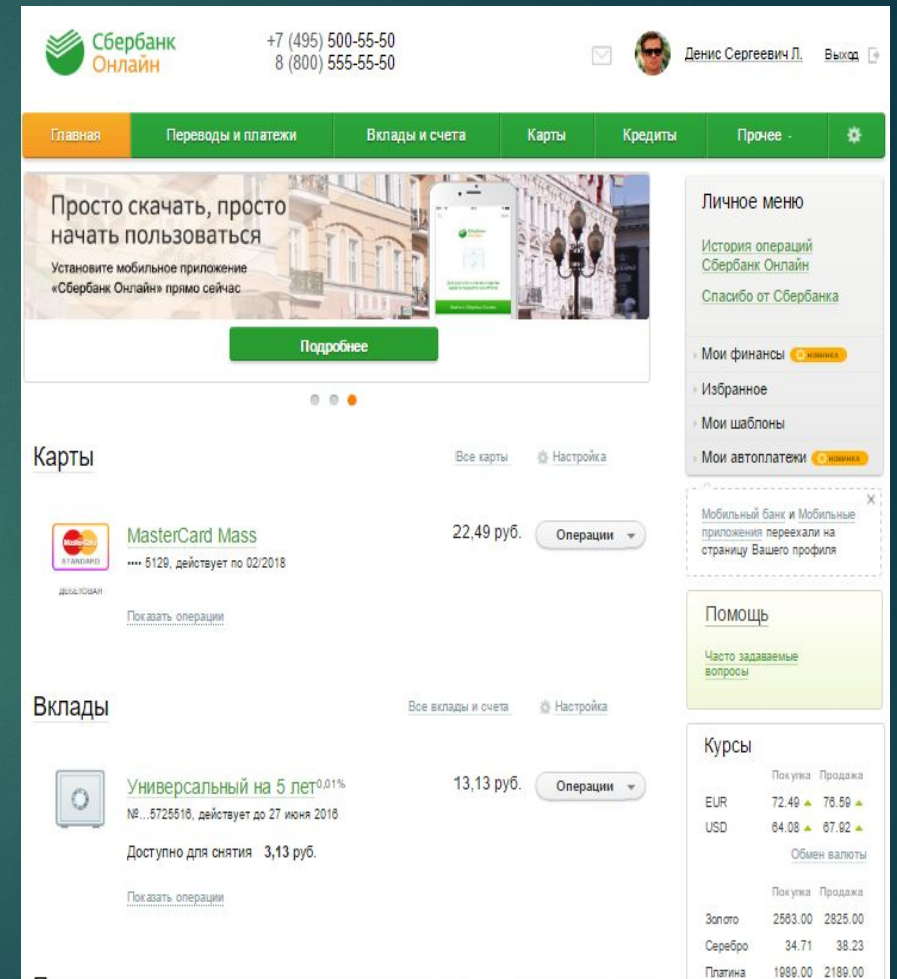 Сбербанк
Онлайн
+7 (495) 500-55-50
8 (800) 555-55-50
Денис Сергеевич Л.
Выход
Главная
Переводы и платежи
Вклады и счета
Карты
Кредиты
Прочее
Просто скачать, просто
начать пользоваться
Установите мобильное приложение
«Сбербанк Онлайн» прямо сейчас
Подробнее
Карты
Все карты
Настройка
MasterCard
STANDARD
ДЕБЕТОВАЯ
MasterCard Mass
•••• 5129, действует по 02/2018
22,49 руб.
Операции
Показать операции
Вклады
Все вклады и счета
Настройка
Универсальный на 5 лет 0,01%
№...5725516, действует до 27 июня 2016
13,13 руб.
Операции
Доступно для снятия 3,13 руб.
Показать операции
Личное меню
История операций
Сбербанк Онлайн
Спасибо от Сбербанка
Мои финансы НОВИНКА
Избранное
Мои шаблоны
Мои автоплатежи НОВИНКА
Мобильный банк и Мобильные
приложения переехали на
страницу Вашего профиля
Помощь
Часто задаваемые
вопросы
Курсы
Покупка Продажа
EUR 72.49 76.59
USD 64.08 67.92
Обмен валюты
Покупка Продажа
Золото 2563.00 2825.00
Серебро 34.71 38.23
Платина 1989.00 2189.00